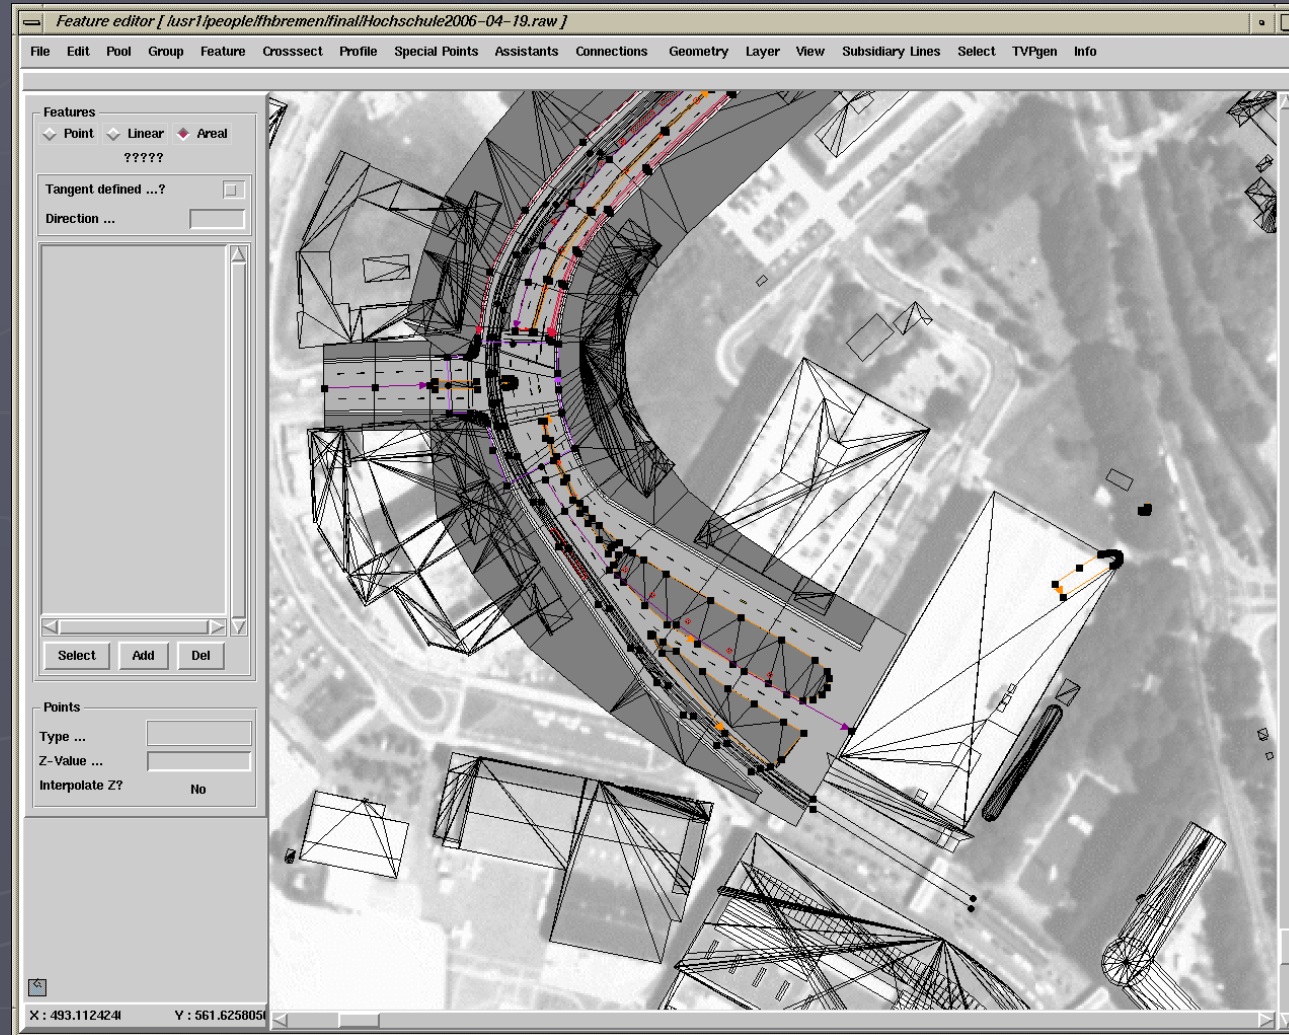 Feature editor [ /usr1/people/fhbremen/final/Hochschule2006-04-19.raw ]
File Edit Pool Group Feature Crosssect Profile Special Points Assistants Connections Geometry Layer View Subsidiary Lines Select TVPgen Info
Features
Point Linear Areal
?????
Tangent defined ...?
Direction ...
Select Add Del
Points
Type ...
Z-Value ...
Interpolate Z? No
X : 493.112424 Y : 561.625805